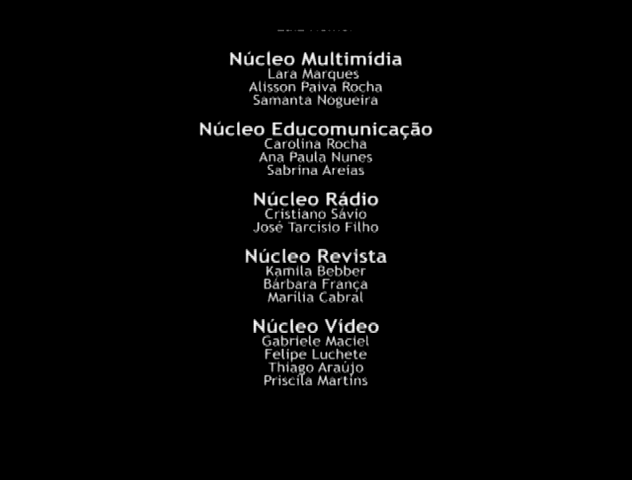 Núcleo Multimídia
Lara Marques
Alisson Paiva Rocha
Samanta Nogueira
Núcleo Educomunicação
Carolina Rocha
Ana Paula Nunes
Sabrina Areias
Núcleo Rádio
Cristiano Sávio
José Tarcísio Filho
Núcleo Revista
Kamila Bebber
Bárbara França
Marília Cabral
Núcleo Vídeo
Gabriele Maciel
Felipe Luchete
Thiago Araújo
Priscila Martins